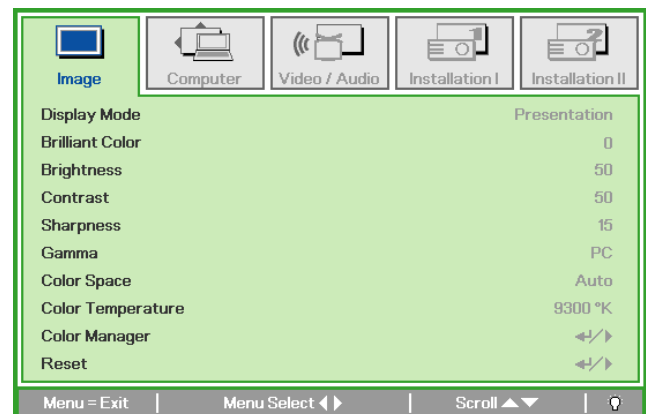 Image Computer Video / Audio Installation I Installation II
Display Mode Presentation
Brilliant Color 0
Brightness 50
Contrast 50
Sharpness 15
Gamma PC
Color Space Auto
Color Temperature 9300 °K
Color Manager
Reset
Menu = Exit Menu Select Scroll